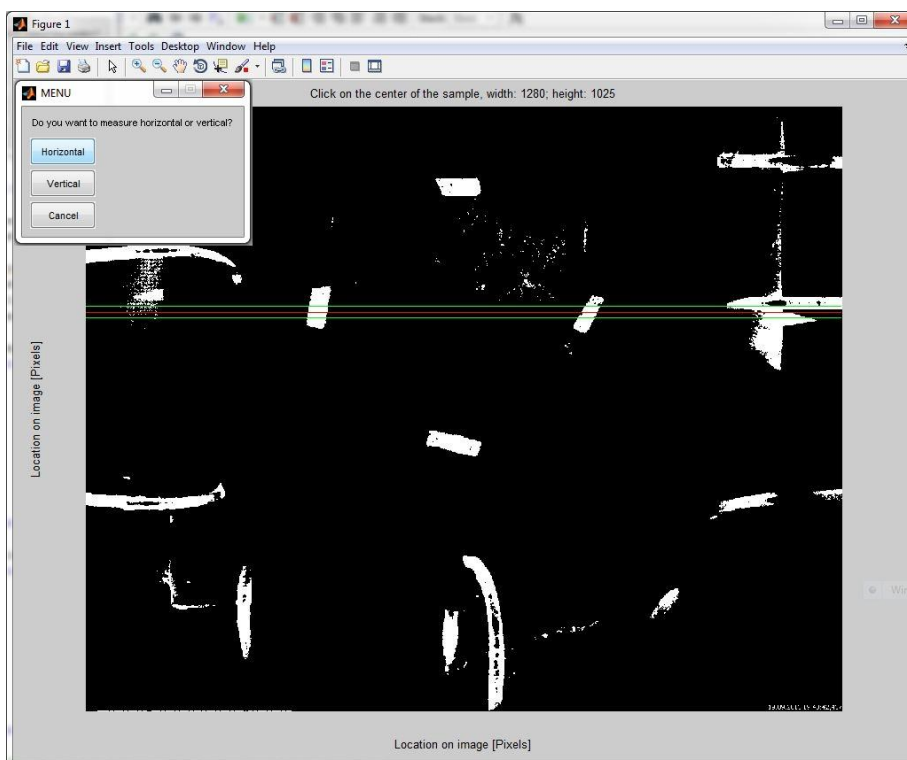 Figure 1
File Edit View Insert Tools Desktop Window Help
MENU
Click on the center of the sample, width: 1280; height: 1025
Do you want to measure horizontal or vertical?
Horizontal
Vertical
Cancel
Location on image [Pixels]
Location on image [Pixels]